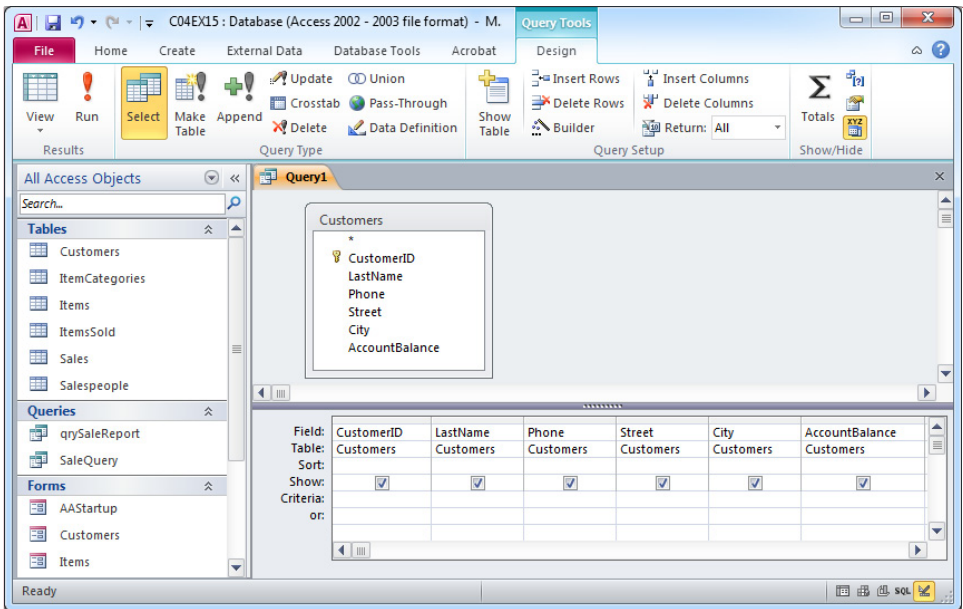 A C04EX15 : Database (Access 2002 - 2003 file format) - M. Query Tools
File Home Create External Data Database Tools Acrobat Design
View Run Select Make Table Append Update Union Crosstab Pass-Through Delete Data Definition Show Table Insert Rows Delete Rows Builder Insert Columns Delete Columns Return: All Totals XYZ
Results Query Type Query Setup Show/Hide
All Access Objects
Search...
Tables
Customers
ItemCategories
Items
ItemsSold
Sales
Salespeople
Queries
qrySaleReport
SaleQuery
Forms
AAStartup
Customers
Items
Query1
Customers
*
CustomerID
LastName
Phone
Street
City
AccountBalance
Field: CustomerID LastName Phone Street City AccountBalance
Table: Customers Customers Customers Customers Customers Customers
Sort:
Show:
Criteria:
or:
Ready SQL